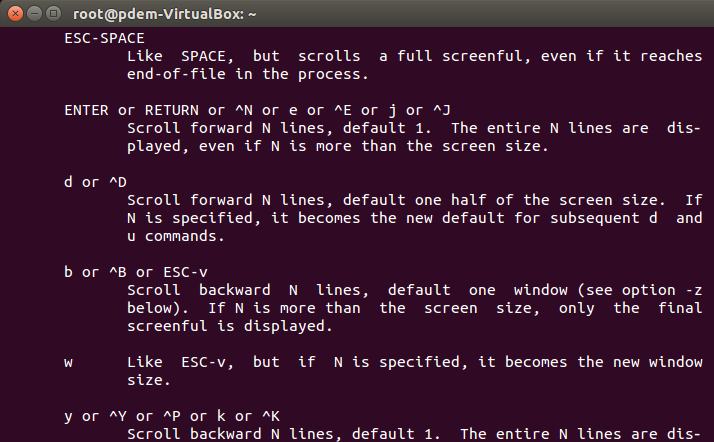 root@pdem-VirtualBox: ~
ESC-SPACE
Like  SPACE,  but  scrolls  a full screenful, even if it reaches
end-of-file in the process.
ENTER or RETURN or ^N or e or ^E or j or ^J
Scroll forward N lines, default 1.  The entire N lines are  dis-
played, even if N is more than the screen size.
d or ^D
Scroll forward N lines, default one half of the screen size.  If
N is specified, it becomes the new default for subsequent d  and
u commands.
b or ^B or ESC-v
Scroll  backward  N  lines,  default  one  window (see option -z
below).  If N is more than  the  screen  size,  only  the  final
screenful is displayed.
w      Like  ESC-v,  but  if  N is specified, it becomes the new window
size.
y or ^Y or ^P or k or ^K
Scroll backward N lines, default 1.  The entire N lines are dis-